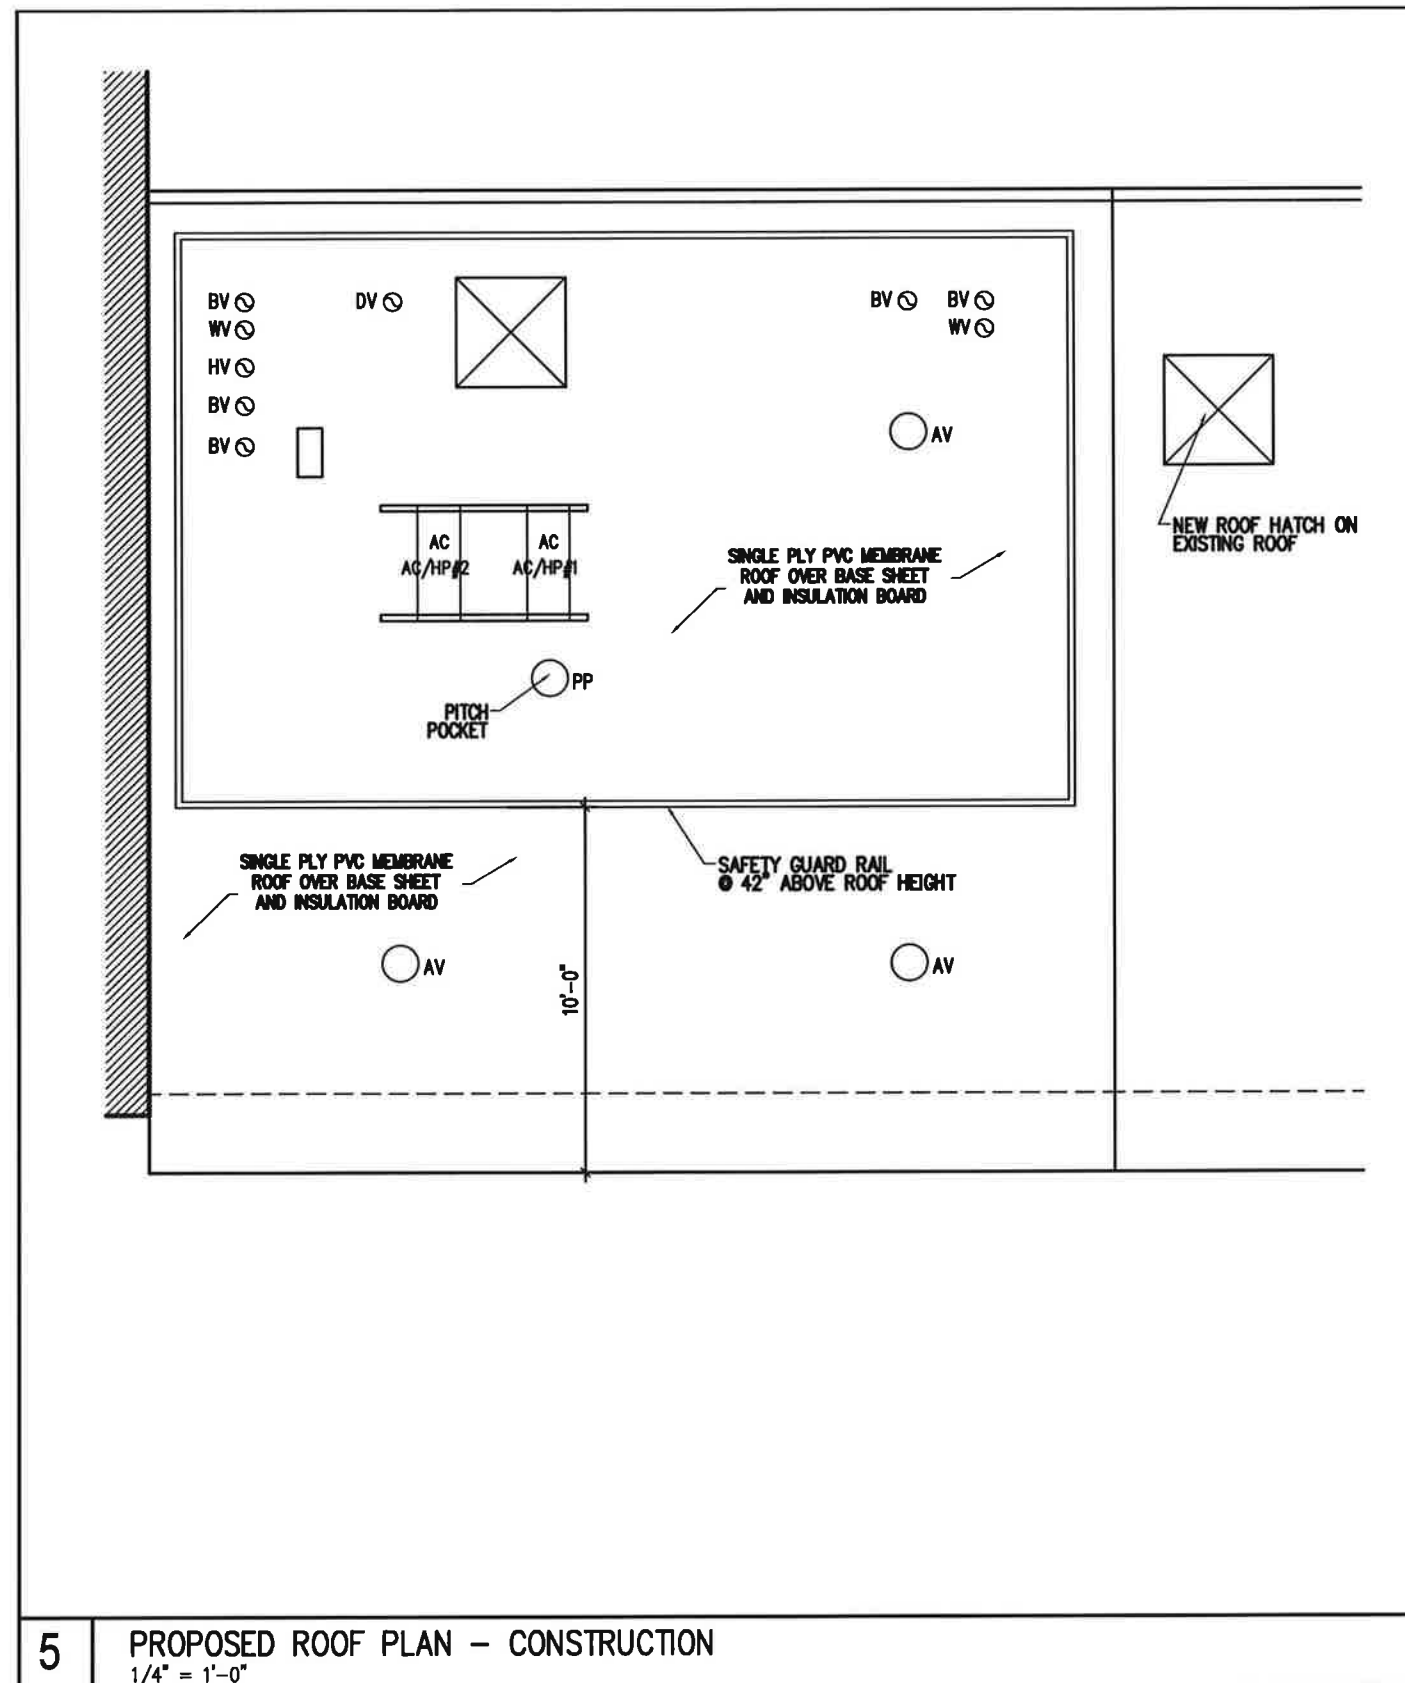 BV
WV
HV
BV
BV
DV
BV
BV
WV
AV
NEW ROOF HATCH ON
EXISTING ROOF
AC
AC/HP#2
AC
AC/HP#1
SINGLE PLY PVC MEMBRANE
ROOF OVER BASE SHEET
AND INSULATION BOARD
PP
PITCH
POCKET
SAFETY GUARD RAIL
@ 42" ABOVE ROOF HEIGHT
SINGLE PLY PVC MEMBRANE
ROOF OVER BASE SHEET
AND INSULATION BOARD
AV
10'-0"
AV
5
PROPOSED ROOF PLAN – CONSTRUCTION
1/4" = 1'-0"